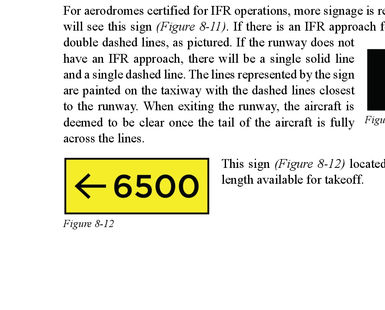 For aerodromes certified for IFR operations, more signage is
will see this sign (Figure 8-11). If there is an IFR approach
double dashed lines, as pictured. If the runway does not
have an IFR approach, there will be a single solid line
and a single dashed line. The lines represented by the sign
are painted on the taxiway with the dashed lines closest
to the runway. When exiting the runway, the aircraft is
deemed to be clear once the tail of the aircraft is fully
across the lines.
This sign (Figure 8-12) located
length available for takeoff.
← 6500
Figure 8-12